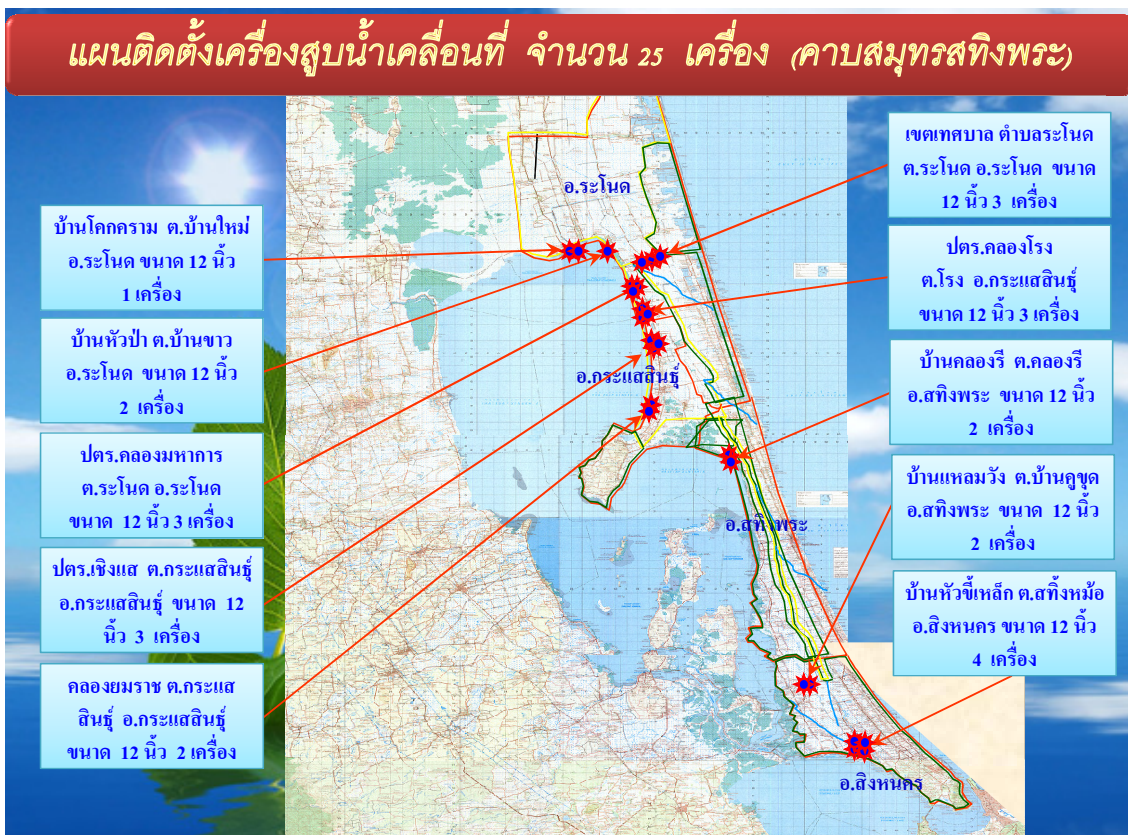 แผนติดตั้งเครื่องสูบน้ำเคลื่อนที่ จำนวน 25 เครื่อง (คาบสมุทรสทิงพระ)
บ้านโคกคราม ต.บ้านใหม่
อ.ระโนด ขนาด 12 นิ้ว
1 เครื่อง
บ้านหัวป่า ต.บ้านขาว
อ.ระโนด ขนาด 12 นิ้ว
2 เครื่อง
ปตร.คลองมหาการ
ต.ระโนด อ.ระโนด
ขนาด 12 นิ้ว 3 เครื่อง
ปตร.เชิงแส ต.กระแสสินธุ์
อ.กระแสสินธุ์ ขนาด 12
นิ้ว 3 เครื่อง
คลองยมราช ต.กระแส
สินธุ์ อ.กระแสสินธุ์
ขนาด 12 นิ้ว 2 เครื่อง
อ.ระโนด
อ.กระแสสินธุ์
อ.สทิงพระ
อ.สิงหนคร
เขตเทศบาล ตำบลระโนด
ต.ระโนด อ.ระโนด ขนาด
12 นิ้ว 3 เครื่อง
ปตร.คลองโรง
ต.โรง อ.กระแสสินธุ์
ขนาด 12 นิ้ว 3 เครื่อง
บ้านคลองรี ต.คลองรี
อ.สทิงพระ ขนาด 12 นิ้ว
2 เครื่อง
บ้านแหลมวัง ต.บ้านคูขุด
อ.สทิงพระ ขนาด 12 นิ้ว
2 เครื่อง
บ้านหัวขี้เหล็ก ต.สทิ้งหม้อ
อ.สิงหนคร ขนาด 12 นิ้ว
4 เครื่อง